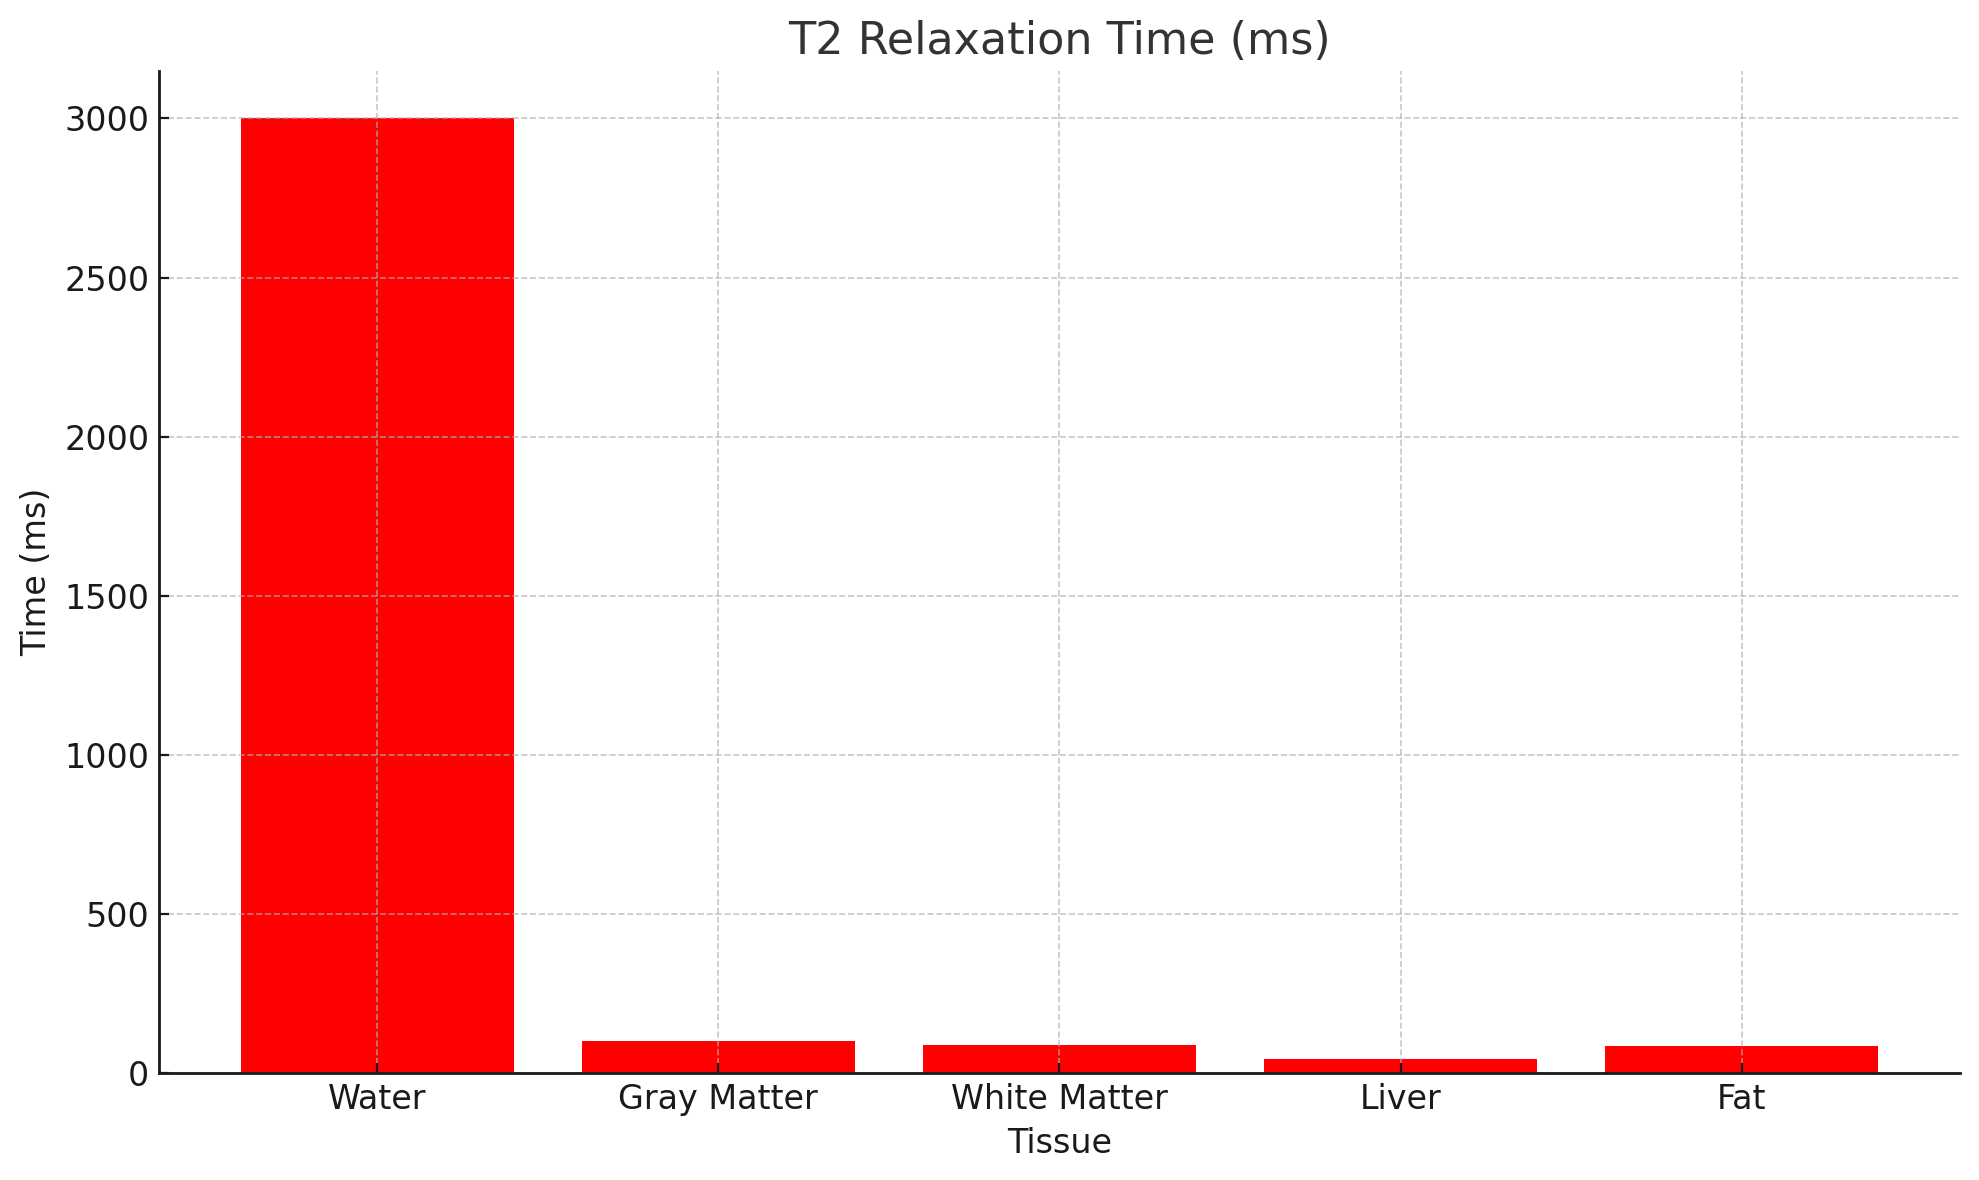 T2 Relaxation Time (ms)
3000
2500
2000
1500
1000
500
0
Time (ms)
Water
Gray Matter
White Matter
Liver
Fat
Tissue